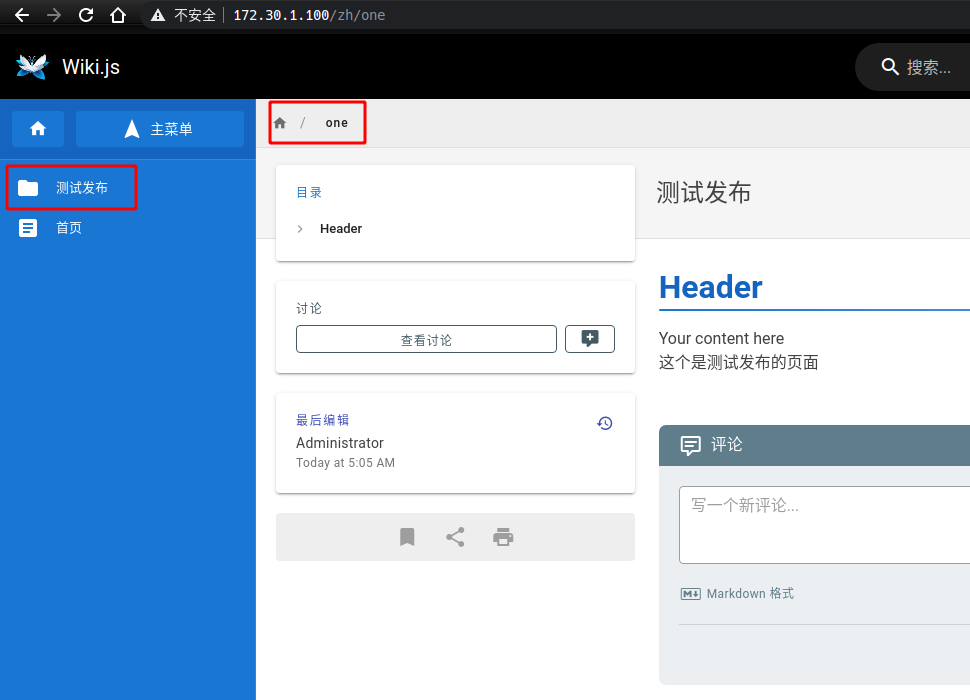 不安全 172.30.1.100/zh/one
Wiki.js
搜索...
主菜单
/ one
测试发布
首页
目录
Header
讨论
查看讨论
最后编辑
Administrator
Today at 5:05 AM
测试发布
Header
Your content here
这个是测试发布的页面
评论
写一个新评论...
Markdown 格式